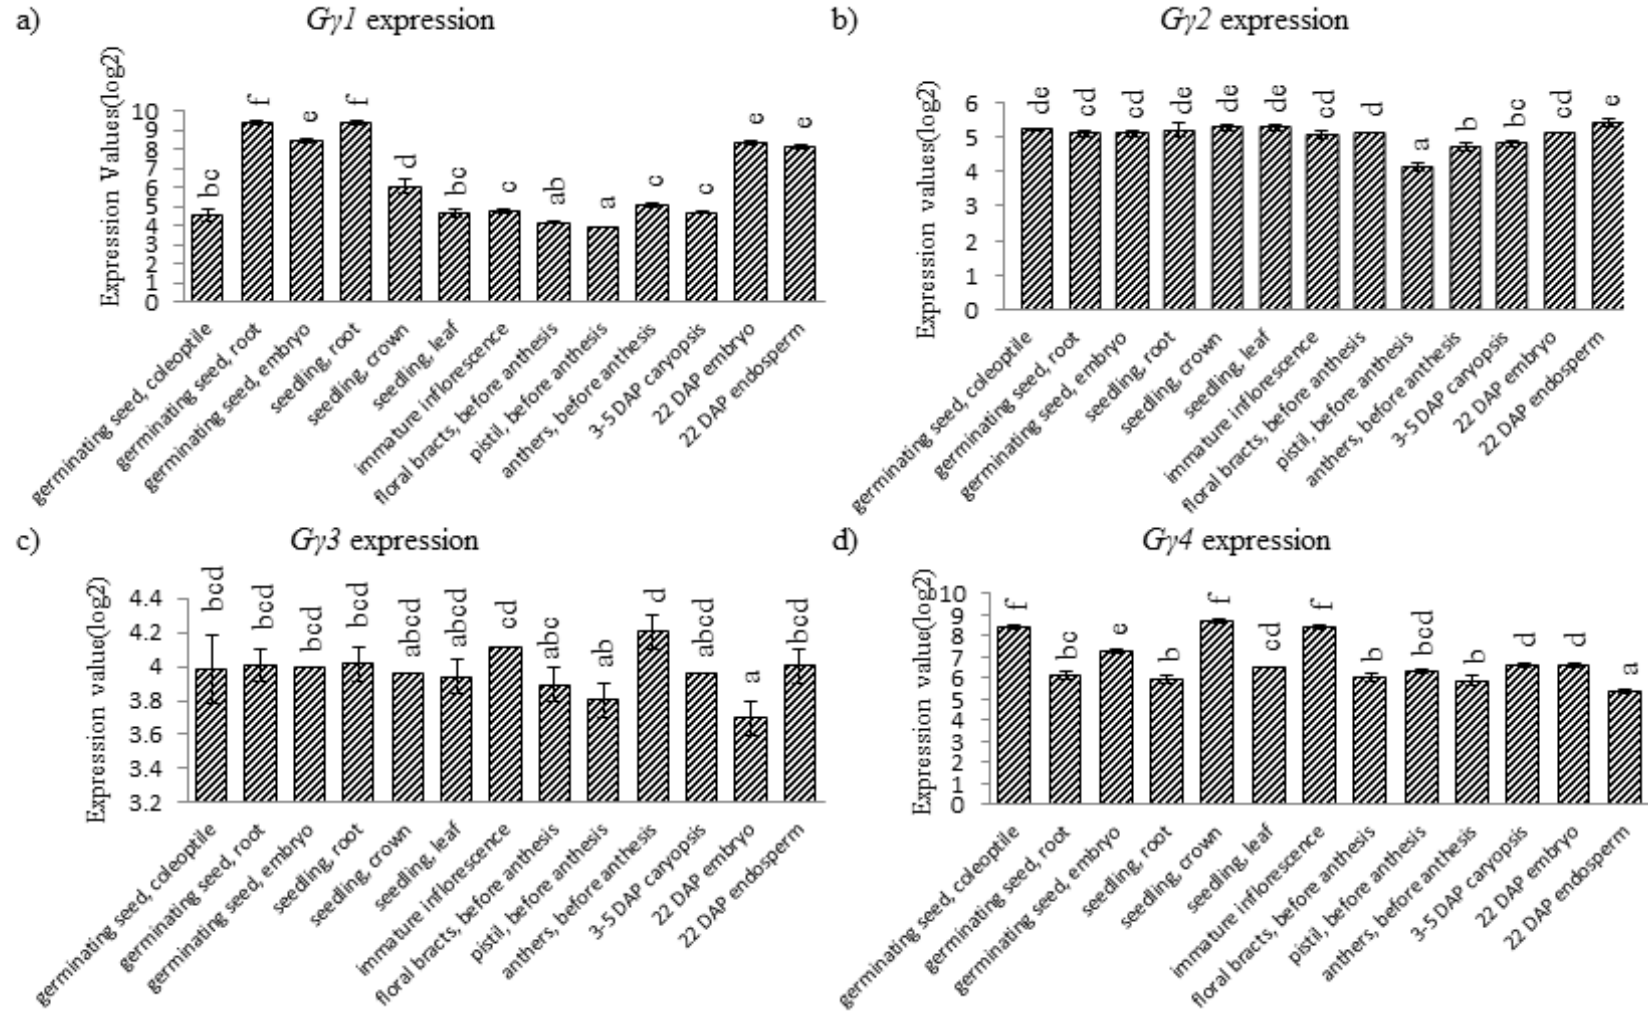 a) Gγ1 expression
Expression Values(log2)
10
9
8
7
6
5
4
3
2
1
0
bc f e f d bc c ab a c c e e
germinating seed, coleoptile
germinating seed, root
germinating seed, embryo
seedling, root
seedling, crown
seedling, leaf
immature inflorescence
floral bracts, before anthesis
pistil, before anthesis
anthers, before anthesis
3-5 DAP caryopsis
22 DAP embryo
22 DAP endosperm
b) Gγ2 expression
Expression values(log2)
6
5
4
3
2
1
0
de cd cd de de de cd d a b bc cd e
germinating seed, coleoptile
germinating seed, root
germinating seed, embryo
seedling, root
seedling, crown
seedling, leaf
immature inflorescence
floral bracts, before anthesis
pistil, before anthesis
anthers, before anthesis
3-5 DAP caryopsis
22 DAP embryo
22 DAP endosperm
c) Gγ3 expression
Expression value(log2)
4.4
4.2
4
3.8
3.6
3.4
3.2
bcd bcd bcd bcd abcd abcd cd abc ab d abcd a bcd
germinating seed, coleoptile
germinating seed, root
germinating seed, embryo
seedling, root
seedling, crown
seedling, leaf
immature inflorescence
floral bracts, before anthesis
pistil, before anthesis
anthers, before anthesis
3-5 DAP caryopsis
22 DAP embryo
22 DAP endosperm
d) Gγ4 expression
Expression value(log2)
10
9
8
7
6
5
4
3
2
1
0
f bc e b f cd f b bcd b d d a
germinating seed, coleoptile
germinating seed, root
germinating seed, embryo
seedling, root
seedling, crown
seedling, leaf
immature inflorescence
floral bracts, before anthesis
pistil, before anthesis
anthers, before anthesis
3-5 DAP caryopsis
22 DAP embryo
22 DAP endosperm